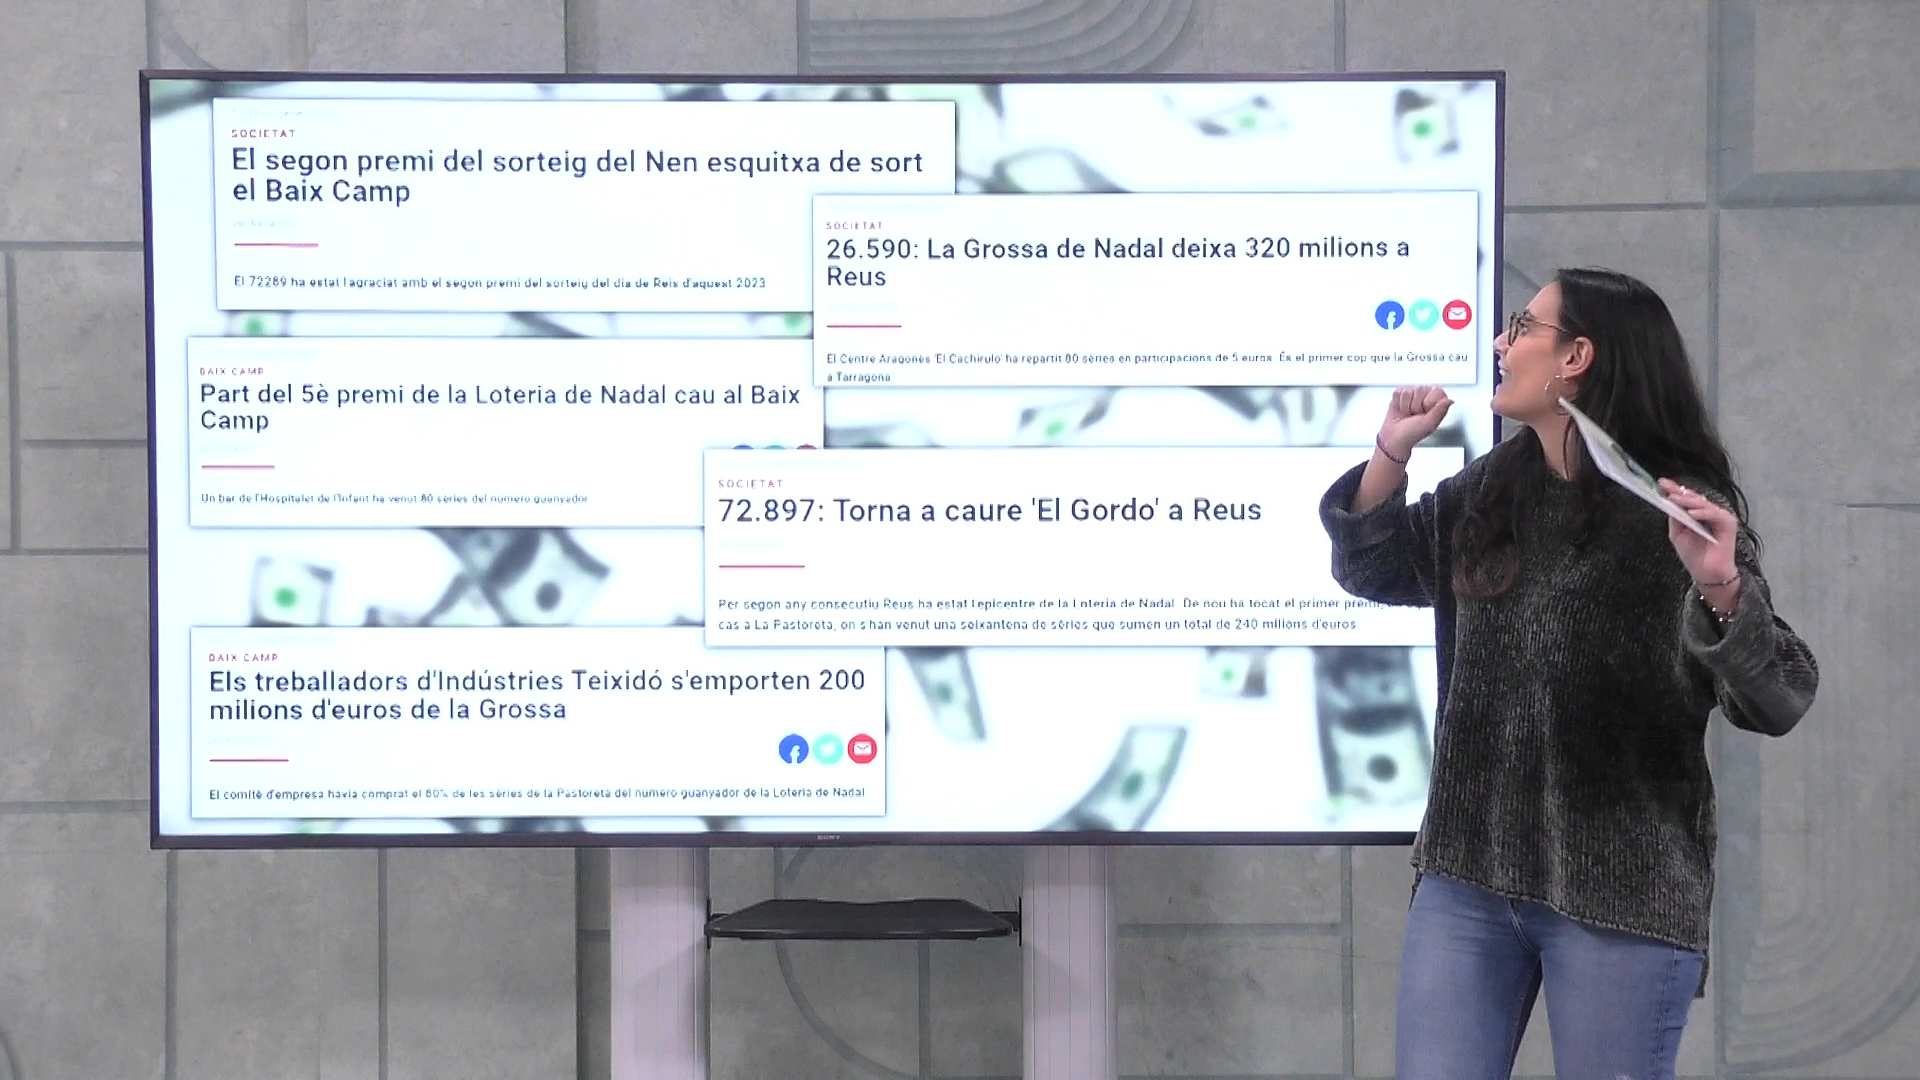 SOCIETAT
El segon premi del sorteig del Nen esquitxa de sort
el Baix Camp
El 72289 ha estat l'agraciat amb el segon premi del sorteig del dia de Reis d'aquest 2023
SOCIETAT
26.590: La Grossa de Nadal deixa 320 milions a
Reus
El Centre Aragonès 'El Cachirulo' ha repartit 80 sèries en participacions de 5 euros. És el primer cop que la Grossa cau
a Tarragona
BAIX CAMP
Part del 5è premi de la Loteria de Nadal cau al Baix
Camp
Un bar de l'Hospitalet de l'Infant ha venut 80 sèries del número guanyador
SOCIETAT
72.897: Torna a caure 'El Gordo' a Reus
Per segon any consecutiu Reus ha estat l'epicentre de la Loteria de Nadal. De nou ha tocat el primer premi,
cas a La Pastoreta, on s'han venut una seixantena de sèries que sumen un total de 240 milions d'euros.
BAIX CAMP
Els treballadors d'Indústries Teixidó s'emporten 200
milions d'euros de la Grossa
El comitè d'empresa havia comprat el 80% de les sèries de la Pastoreta del número guanyador de la Loteria de Nadal
SONY